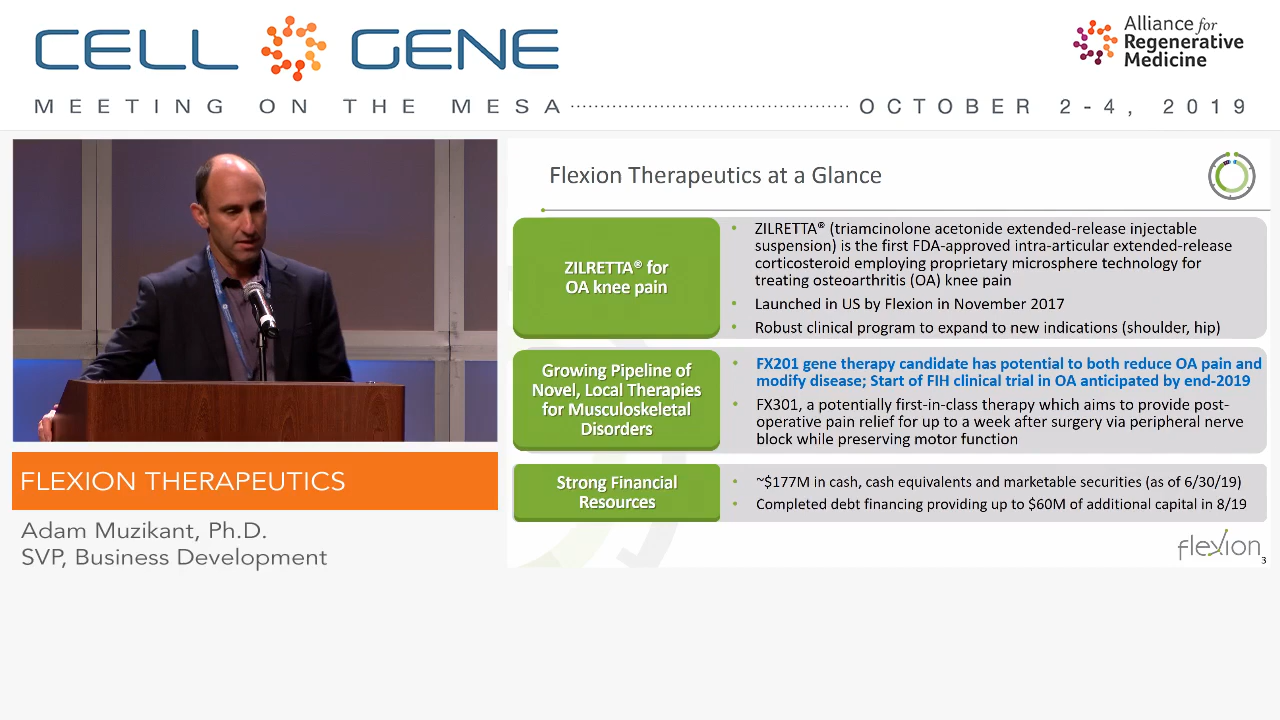 CELL GENE
Alliance for
Regenerative
Medicine
MEETING ON THE MESA OCTOBER 2-4, 2019
Flexion Therapeutics at a Glance
ZILRETTA® for
OA knee pain
• ZILRETTA® (triamcinolone acetonide extended-release injectable
suspension) is the first FDA-approved intra-articular extended-release
corticosteroid employing proprietary microsphere technology for
treating osteoarthritis (OA) knee pain
• Launched in US by Flexion in November 2017
• Robust clinical program to expand to new indications (shoulder, hip)
Growing Pipeline of
Novel, Local Therapies
for Musculoskeletal
Disorders
• FX201 gene therapy candidate has potential to both reduce OA pain and
modify disease; Start of FIH clinical trial in OA anticipated by end-2019
• FX301, a potentially first-in-class therapy which aims to provide post-
operative pain relief for up to a week after surgery via peripheral nerve
block while preserving motor function
Strong Financial
Resources
• ~$177M in cash, cash equivalents and marketable securities (as of 6/30/19)
• Completed debt financing providing up to $60M of additional capital in 8/19
flexion
3
FLEXION THERAPEUTICS
Adam Muzikant, Ph.D.
SVP, Business Development